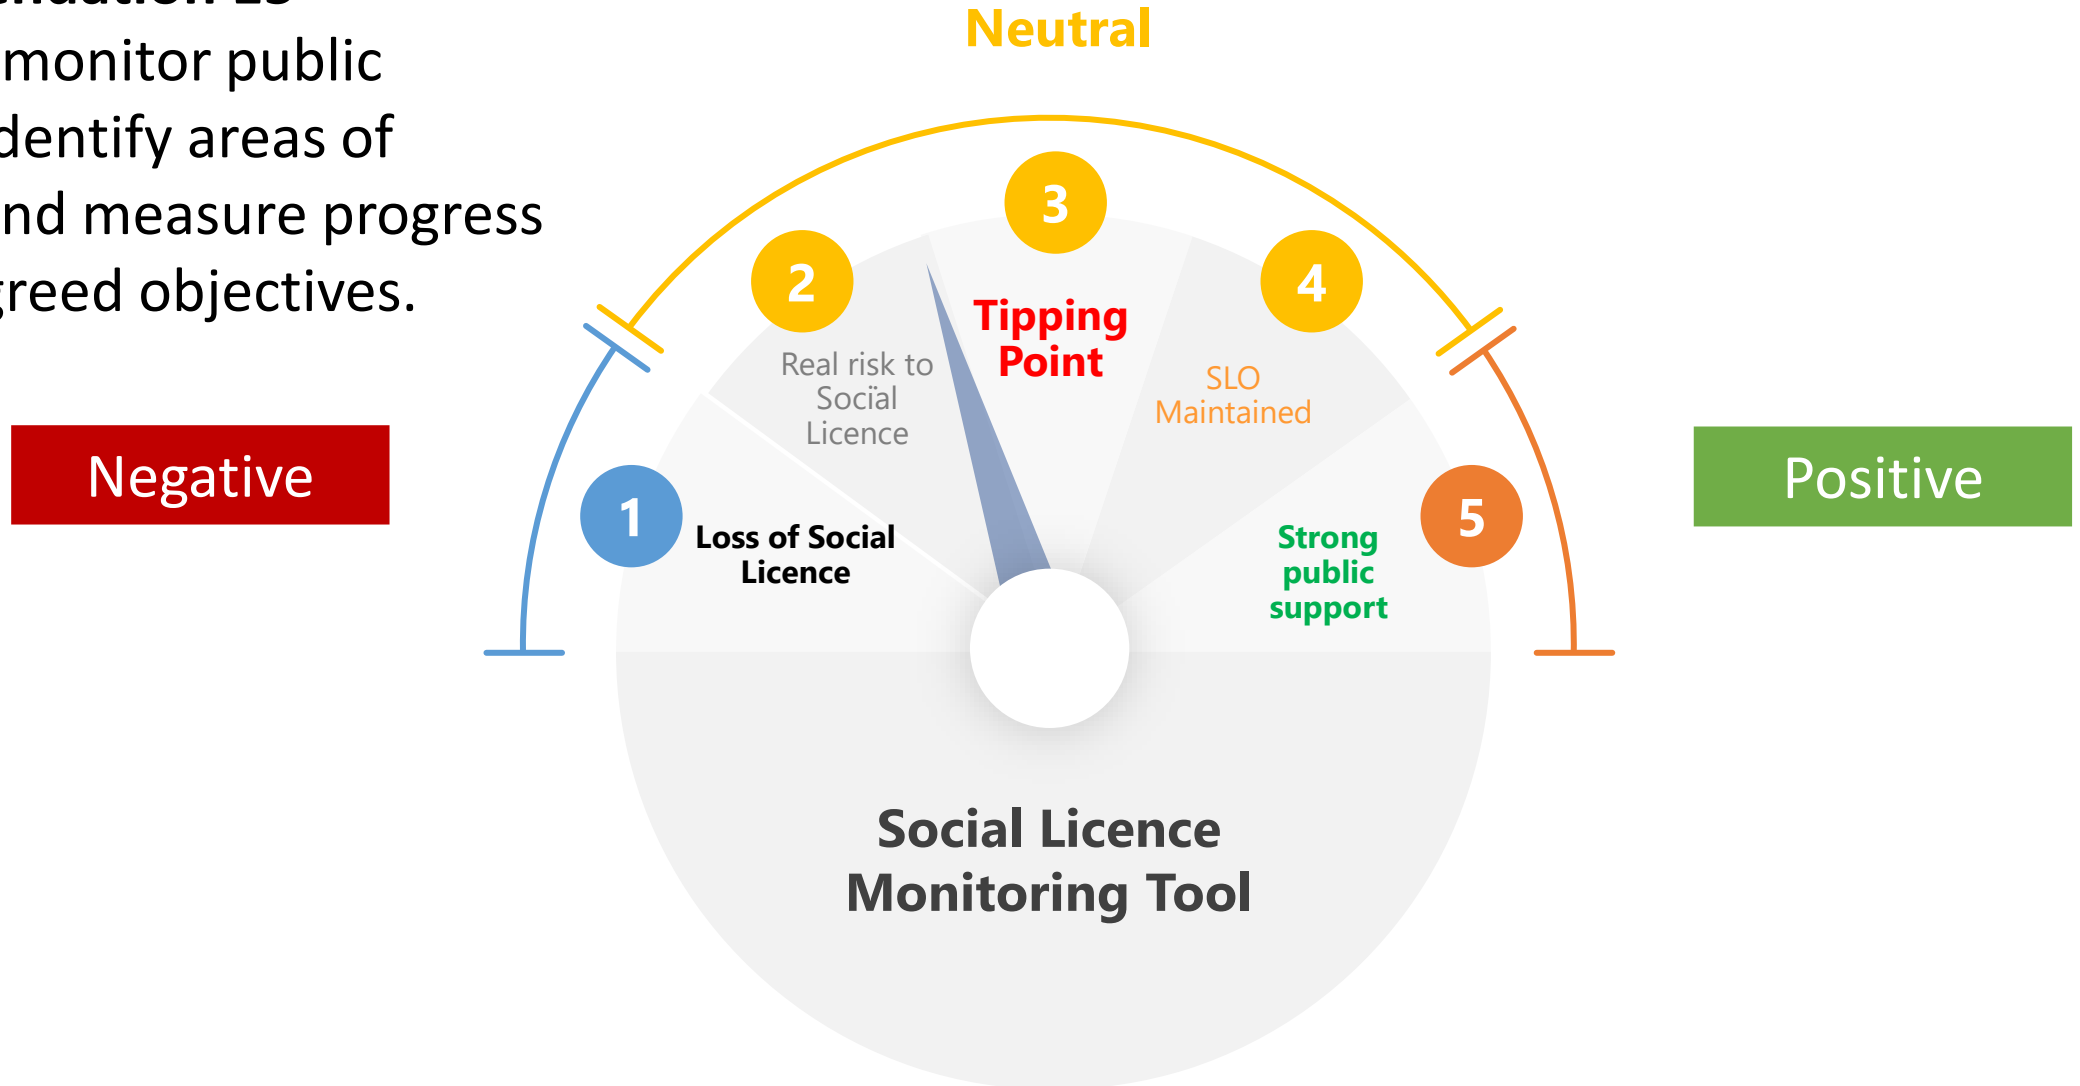 monitor public
dentify areas of
nd measure progress
greed objectives.
Neutral
3
2
4
Tipping
Point
Real risk to
Social
Licence
SLO
Maintained
Negative
Positive
1
5
Loss of Social
Licence
Strong
public
support
Social Licence
Monitoring Tool